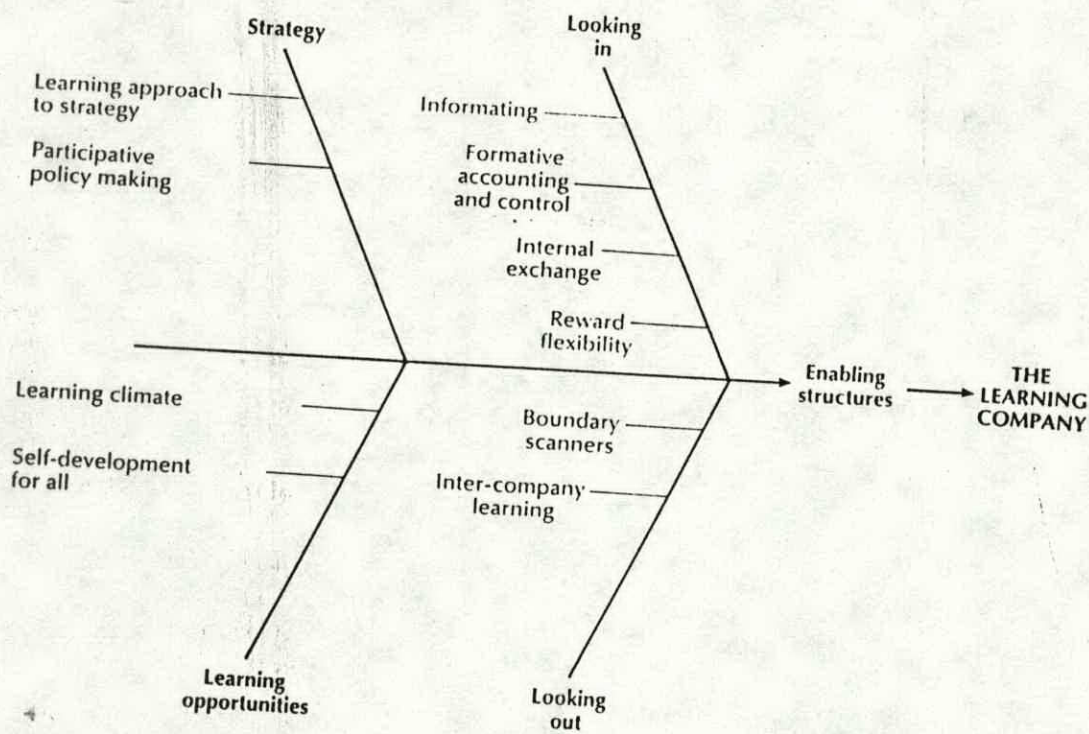 Strategy
Learning approach
to strategy
Participative
policy making
Looking
in
Informating
Formative
accounting
and control
Internal
exchange
Reward
flexibility
Enabling
structures
THE
LEARNING
COMPANY
Learning climate
Self-development
for all
Learning
opportunities
Boundary
scanners
Inter-company
learning
Looking
out